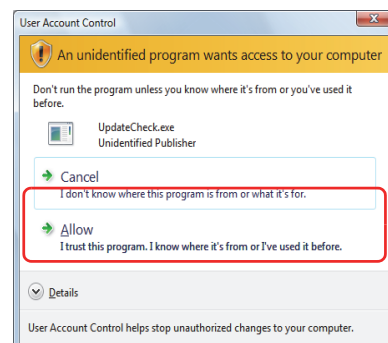 User Account Control
An unidentified program wants access to your computer
Don't run the program unless you know where it's from or you've used it
before.
UpdateCheck.exe
Unidentified Publisher
Cancel
I don't know where this program is from or what it's for.
Allow
I trust this program. I know where it's from or I've used it before.
Details
User Account Control helps stop unauthorized changes to your computer.